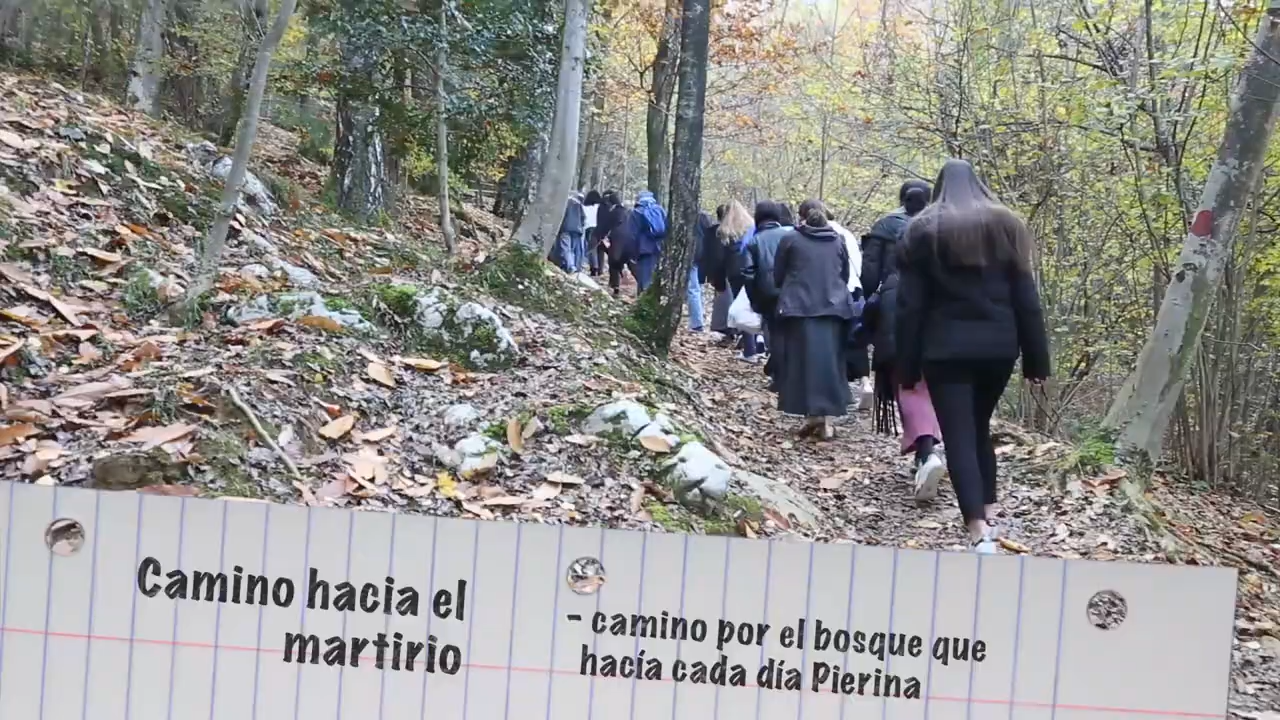 Camino hacia el
martirio
- camino por el bosque que
hacía cada día Pierina